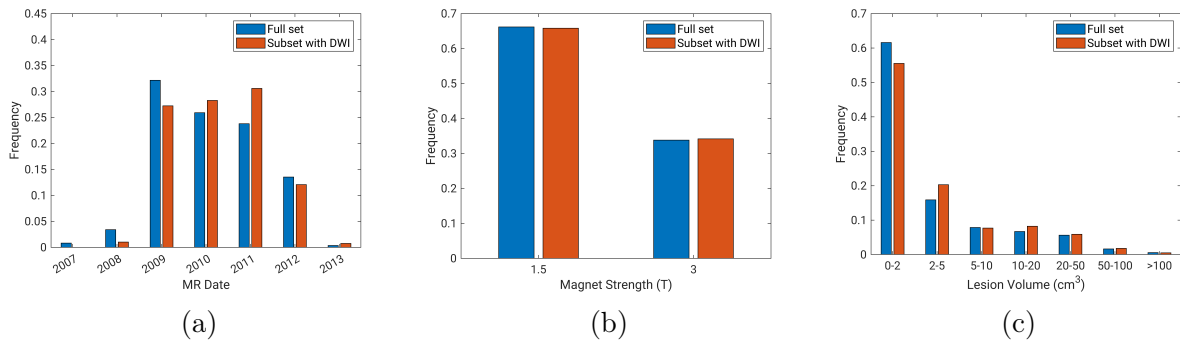 0.45
0.4
0.35
0.3
0.25
0.2
0.15
0.1
0.05
0
Frequency
Full set
Subset with DWI
2007 2008 2009 2010 2011 2012 2013
MR Date
(a)
0.7
0.6
0.5
0.4
0.3
0.2
0.1
0
Frequency
Full set
Subset with DWI
1.5 3
Magnet Strength (T)
(b)
0.7
0.6
0.5
0.4
0.3
0.2
0.1
0
Frequency
Full set
Subset with DWI
0-2 2-5 5-10 10-20 20-50 50-100 >100
Lesion Volume (cm³)
(c)